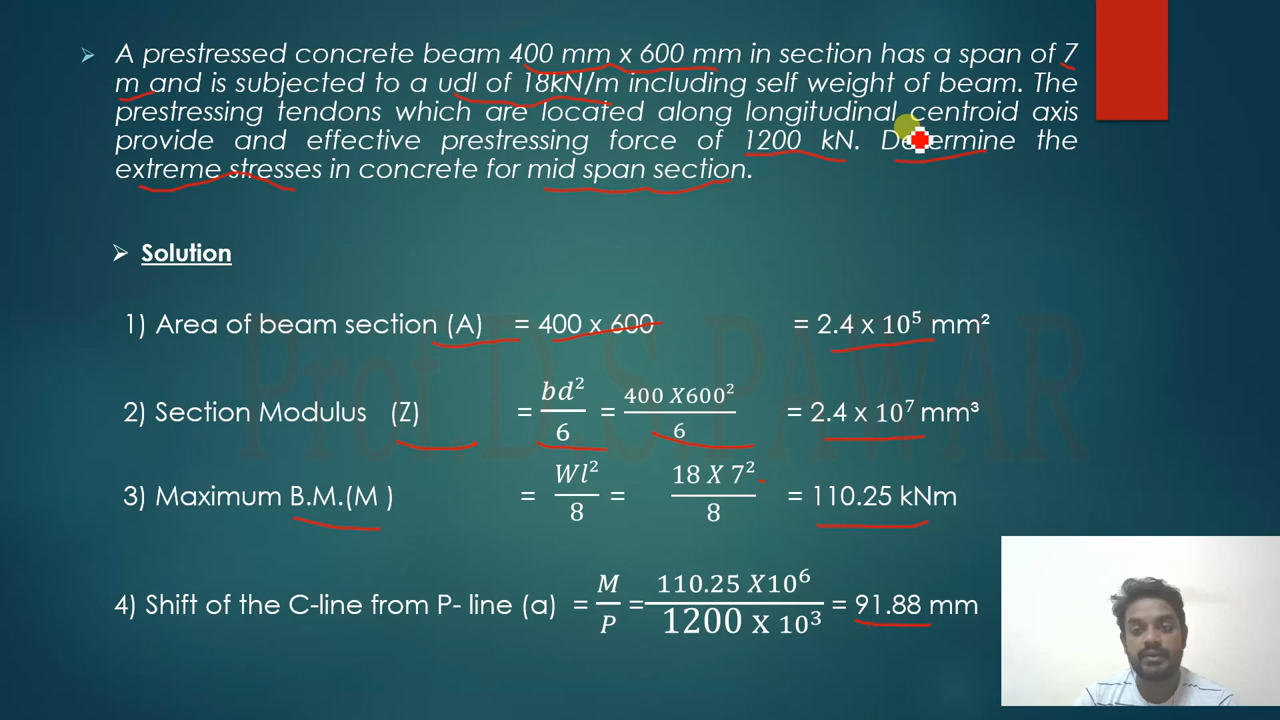 A prestressed concrete beam 400 mm x 600 mm in section has a span of 7
m and is subjected to a udl of 18kN/m including self weight of beam. The
prestressing tendons which are located along longitudinal centroid axis
provide and effective prestressing force of 1200 kN. Determine the
extreme stresses in concrete for mid span section.
Solution
1) Area of beam section (A) = 400 x 600 = 2.4 x 10⁵ mm²
2) Section Modulus (Z) = bd²/6 = 400 X600²/6 = 2.4 x 10⁷ mm³
3) Maximum B.M.(M ) = Wl²/8 = 18 X 7²/8 = 110.25 kNm
4) Shift of the C-line from P- line (a) = M/P = 110.25 X10⁶/1200 x 10³ = 91.88 mm
Prof.D.S.PAWAR